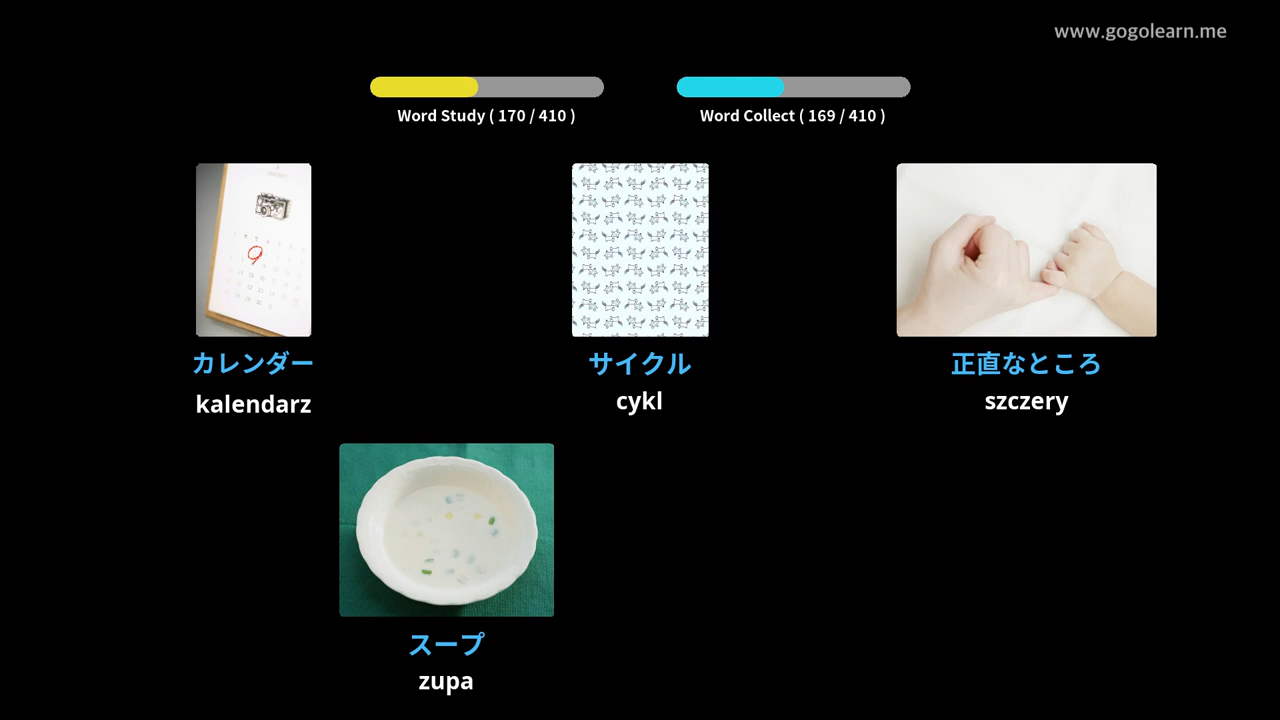 www.gogolearn.me
Word Study ( 170 / 410 )
Word Collect ( 169 / 410 )
カレンダー
kalendarz
サイクル
cykl
正直なところ
szczery
スープ
zupa